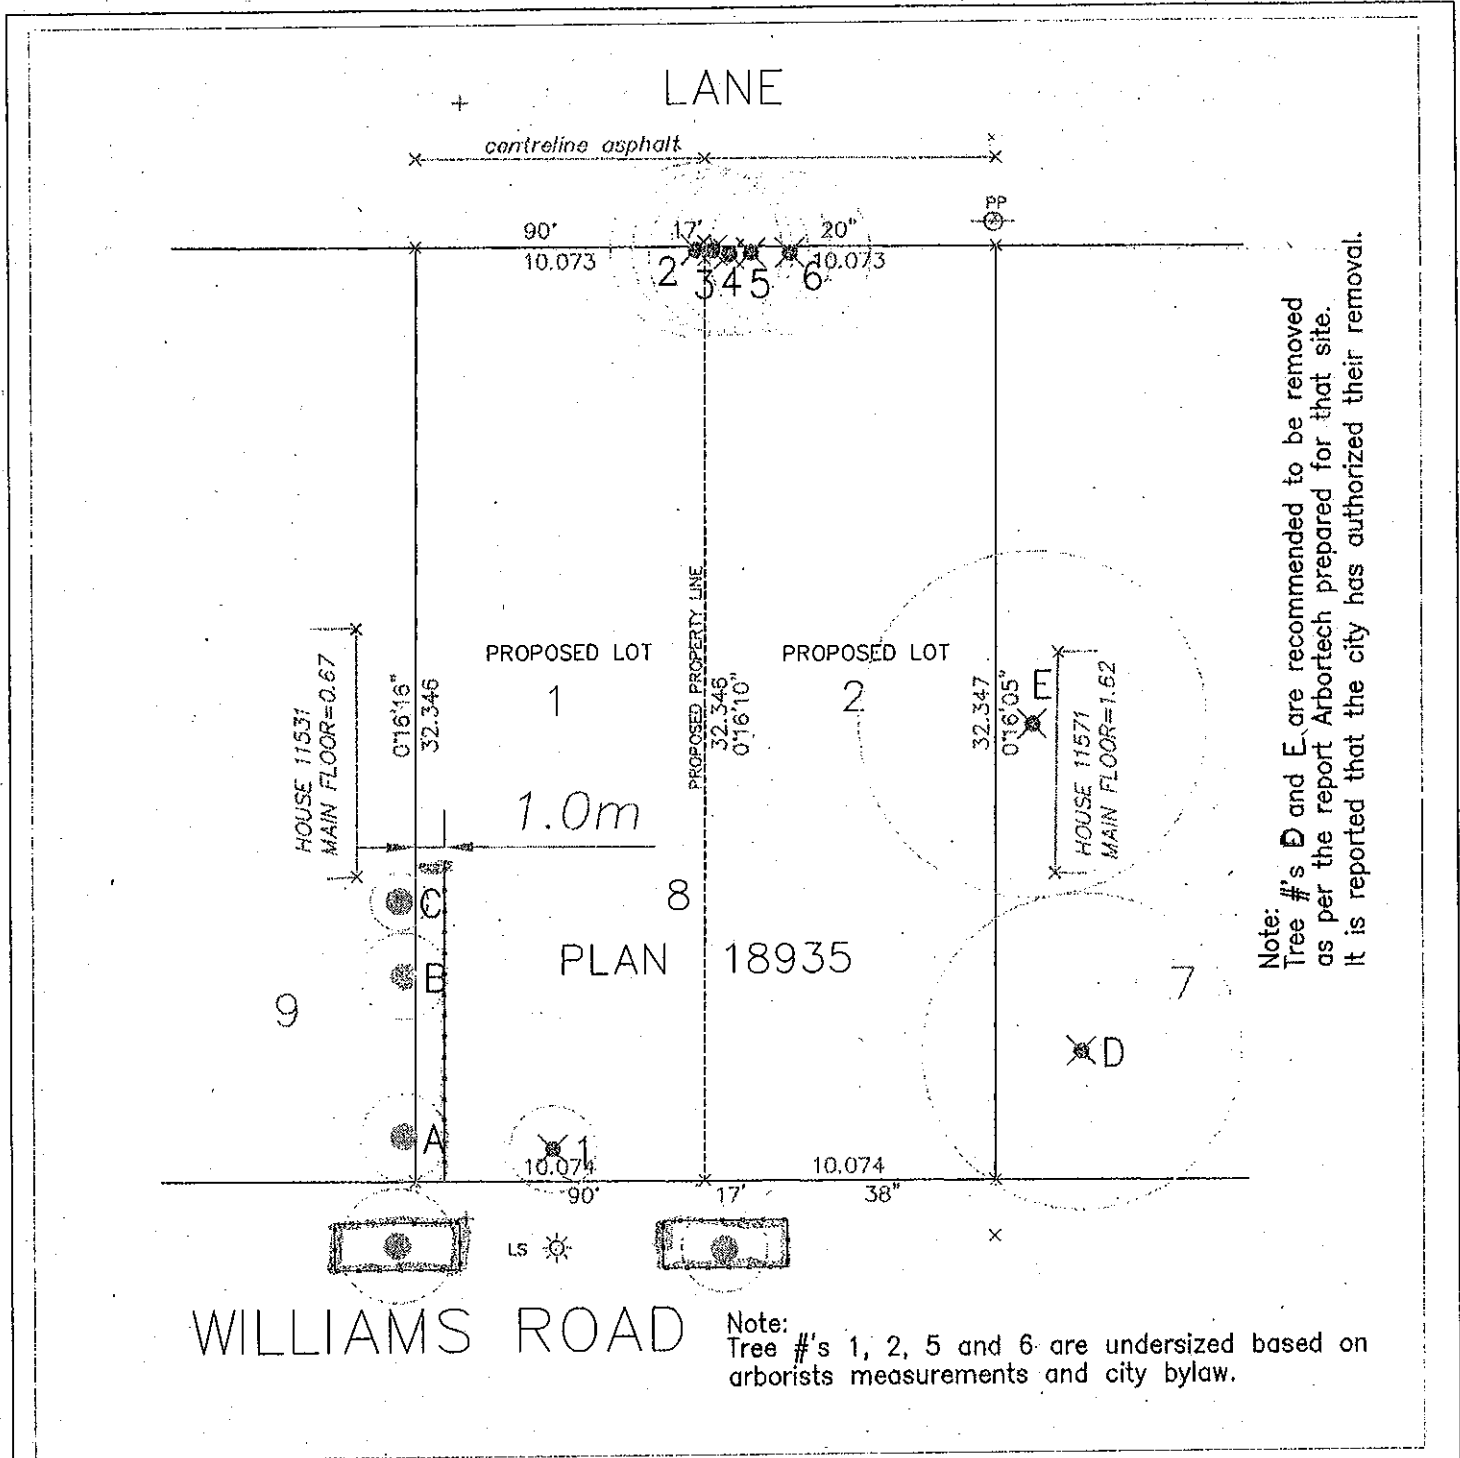 LANE
centreline asphalt
PP
90' 17' 20"
10.073 10.073
2 3 4 5 6
PROPOSED PROPERTY LINE
PROPOSED LOT
1
PROPOSED LOT
2
HOUSE 11531
MAIN FLOOR=0.67
0°16'16"
32.346
32.346
0°16'10"
32.347
0°16'05"
E
HOUSE 11571
MAIN FLOOR=1.52
1.0m
C
8
B
PLAN 18935
9
7
D
A
1
10.074 10.074
90' 17' 38"
LS
WILLIAMS ROAD
Note:
Tree #'s 1, 2, 5 and 6 are undersized based on
arborists measurements and city bylaw.
Note:
Tree #'s D and E are recommended to be removed
as per the report Arbortech prepared for that site.
It is reported that the city has authorized their removal.